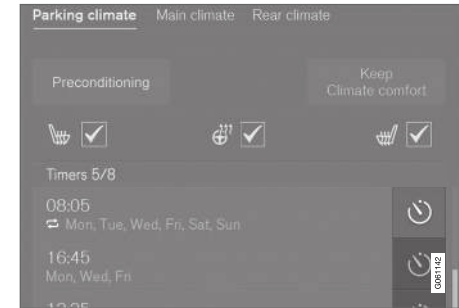 Parking climate Main climate Rear climate
Preconditioning
Keep
Climate comfort
Timers 5/8
08:05
Mon, Tue, Wed, Fri, Sat, Sun
16:45
Mon, Wed, Fri
G061142